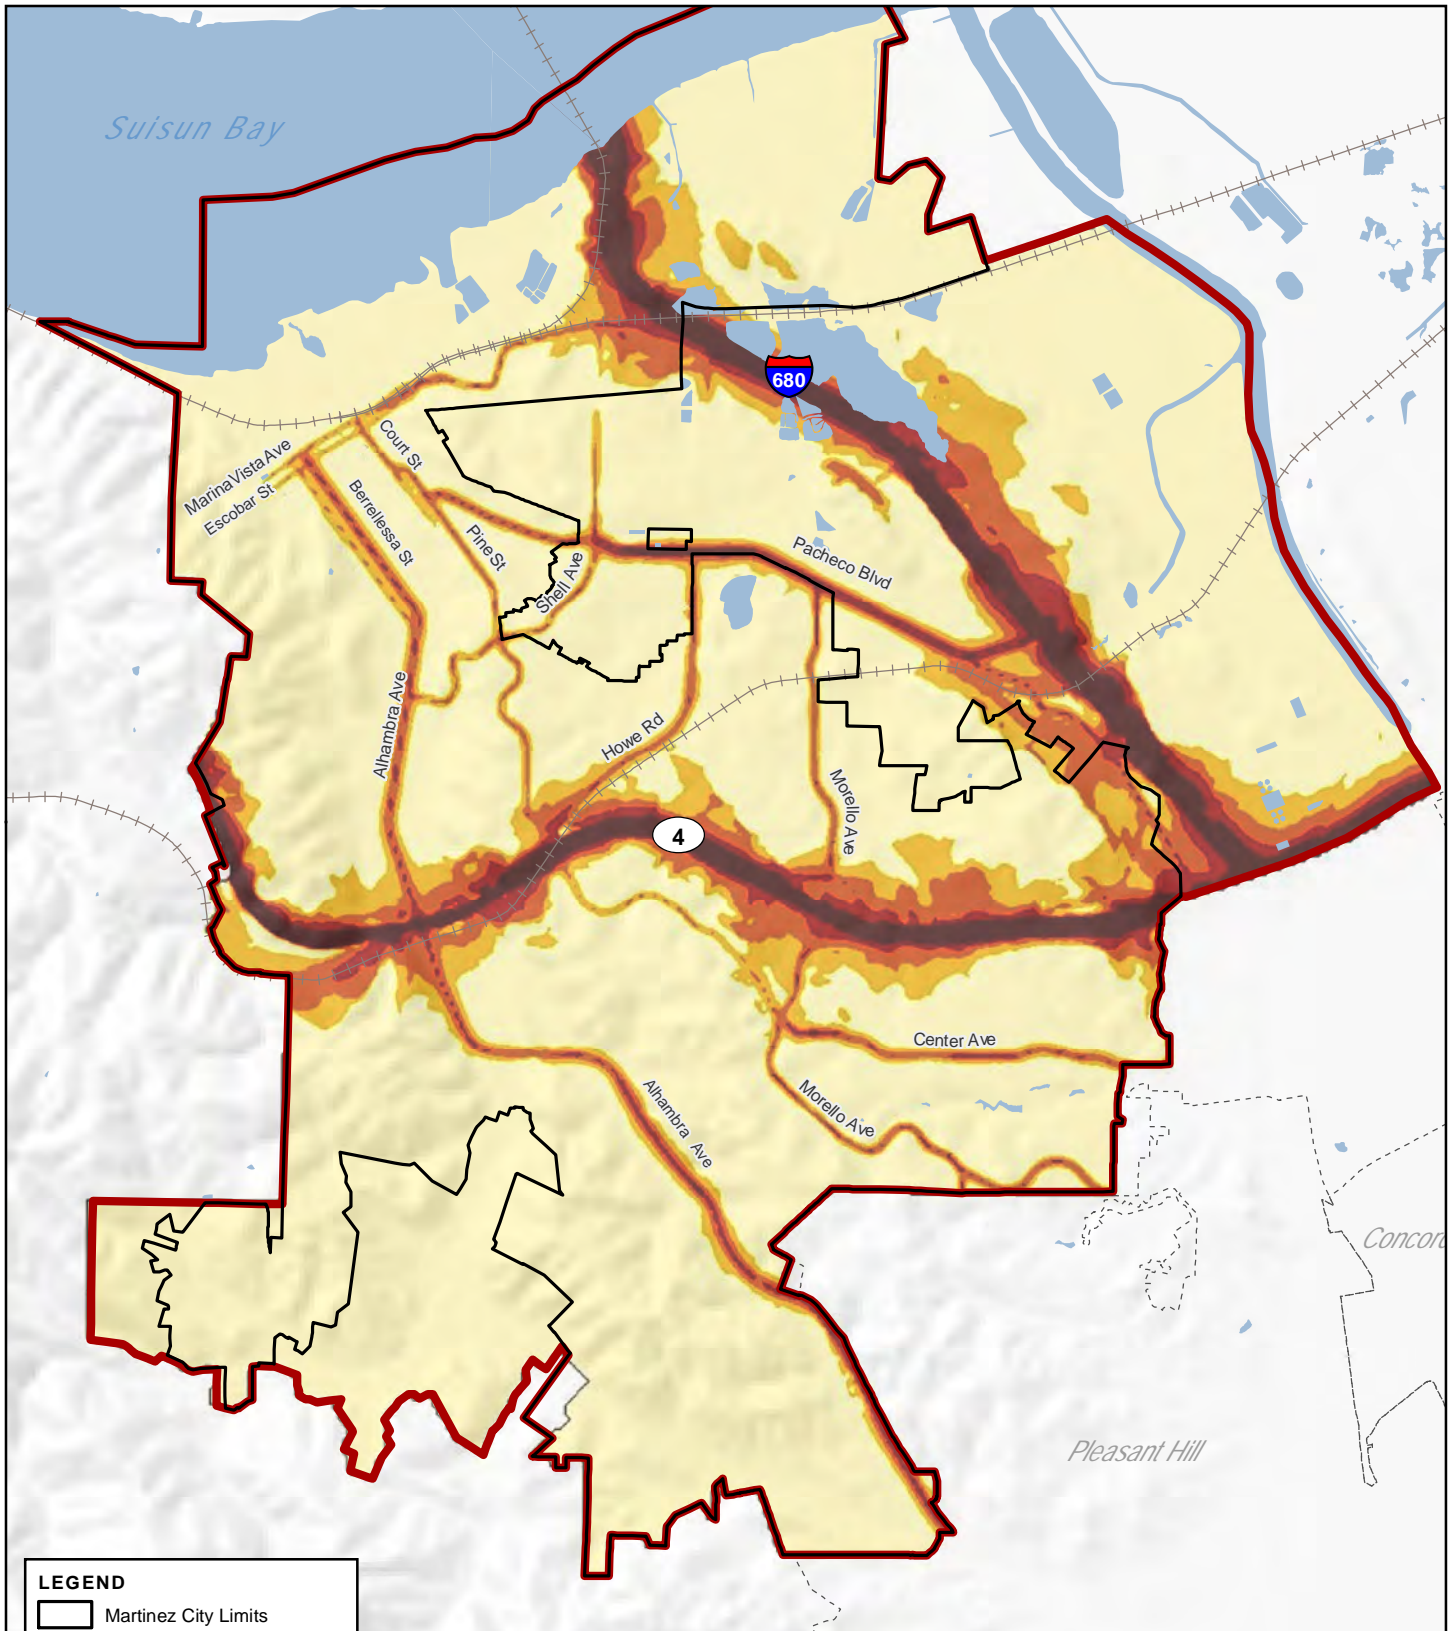 Suisun Bay
680
Court St
Marina Vista Ave
Escobar St
Berrellessa St
Pine St
Shell Ave
Pacheco Blvd
Alhambra Ave
Howe Rd
Morello Ave
4
Center Ave
Morello Ave
Alhambra Ave
Concord
Pleasant Hill
LEGEND
Martinez City Limits